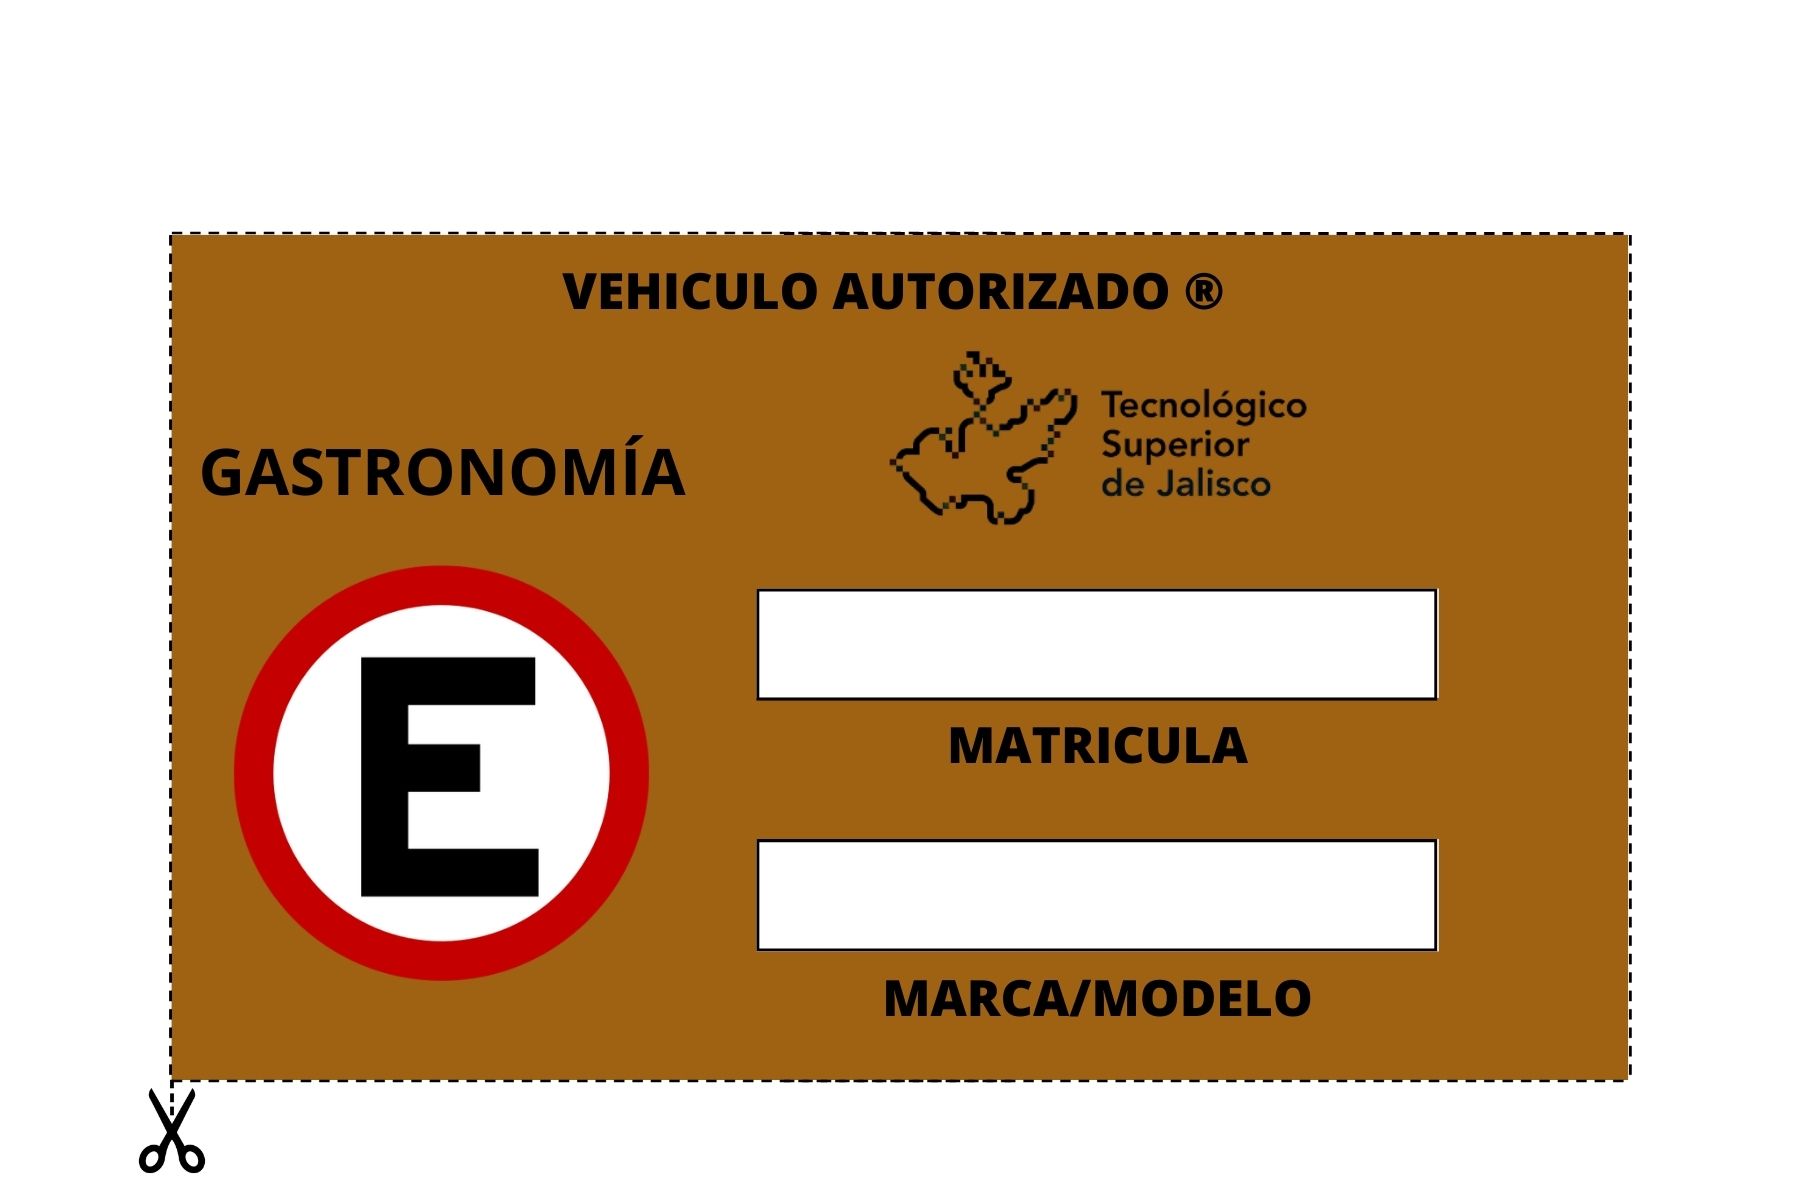 VEHICULO AUTORIZADO ®
GASTRONOMÍA
Tecnológico
Superior
de Jalisco
E
MATRICULA
MARCA/MODELO